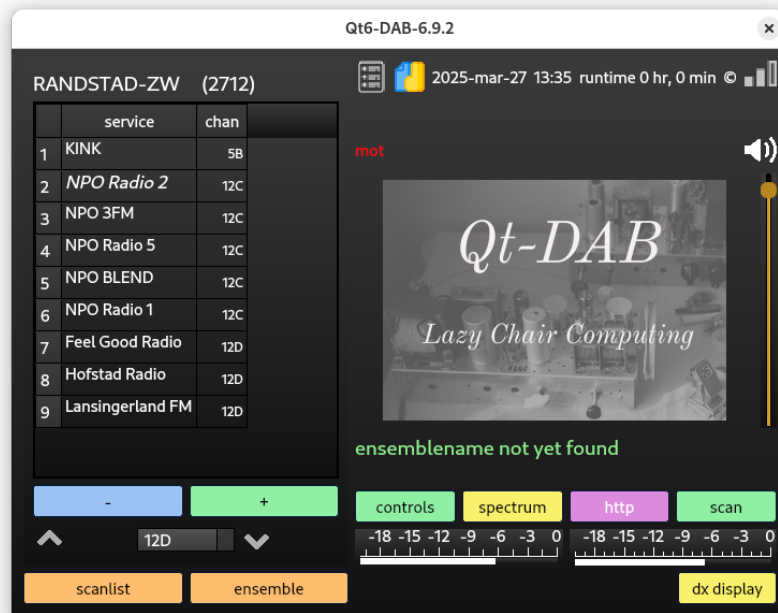 Qt6-DAB-6.9.2
RANDSTAD-ZW (2712)
2025-mar-27 13:35 runtime 0 hr, 0 min ©
service chan
1 KINK 5B
2 NPO Radio 2 12C
3 NPO 3FM 12C
4 NPO Radio 5 12C
5 NPO BLEND 12C
6 NPO Radio 1 12C
7 Feel Good Radio 12D
8 Hofstad Radio 12D
9 Lansingerland FM 12D
mot
Qt-DAB
Lazy Chair Computing
ensemblename not yet found
- +
controls spectrum http scan
12D
-18 -15 -12 -9 -6 -3 0
-18 -15 -12 -9 -6 -3 0
scanlist ensemble
dx display